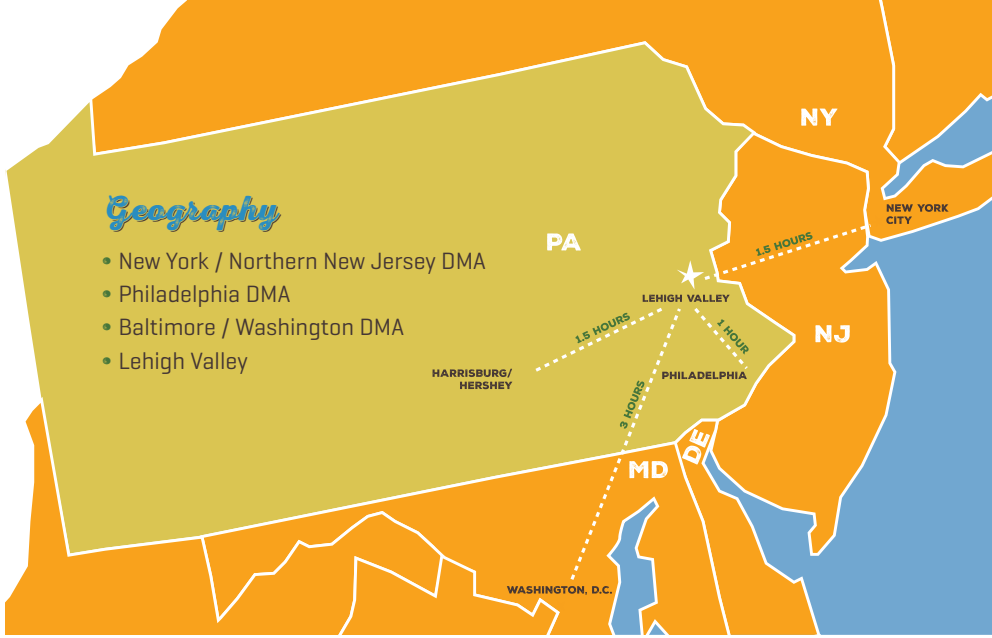 NY
NEW YORK
CITY
Geography
• New York / Northern New Jersey DMA
• Philadelphia DMA
• Baltimore / Washington DMA
• Lehigh Valley
PA
1.5 HOURS
LEHIGH VALLEY
1.5 HOURS
1 HOUR
NJ
HARRISBURG/
HERSHEY
PHILADELPHIA
3 HOURS
DE
MD
WASHINGTON, D.C.